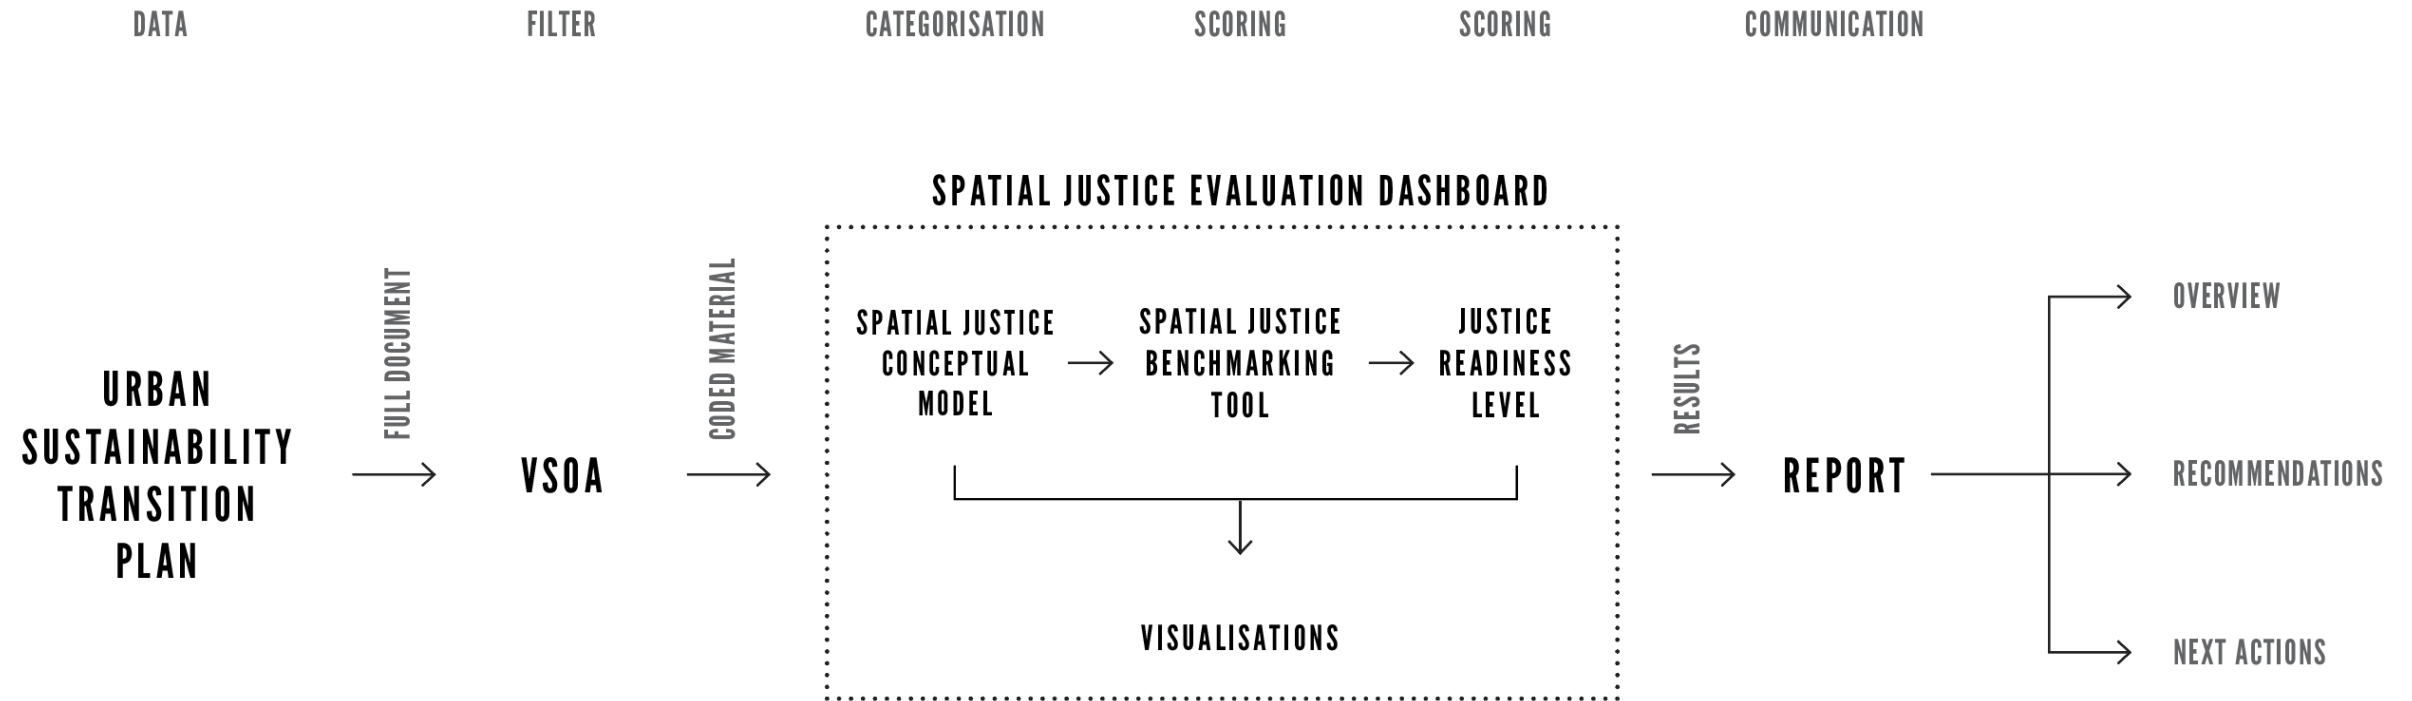 DATA
FILTER
CATEGORISATION
SCORING
SCORING
COMMUNICATION
URBAN
SUSTAINABILITY
TRANSITION
PLAN
FULL DOCUMENT
VSOA
CODED MATERIAL
SPATIAL JUSTICE EVALUATION DASHBOARD
SPATIAL JUSTICE
CONCEPTUAL
MODEL
SPATIAL JUSTICE
BENCHMARKING
TOOL
JUSTICE
READINESS
LEVEL
VISUALISATIONS
RESULTS
REPORT
OVERVIEW
RECOMMENDATIONS
NEXT ACTIONS